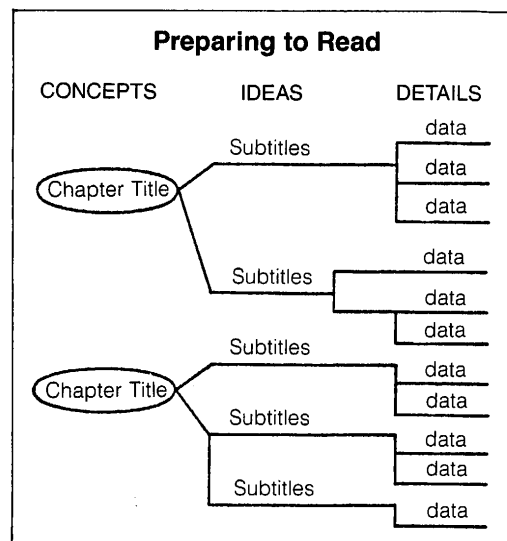 Preparing to Read
CONCEPTS IDEAS DETAILS
data
Subtitles
data
Chapter Title
data
data
Subtitles
data
data
Subtitles
data
Chapter Title
data
Subtitles
data
data
Subtitles
data